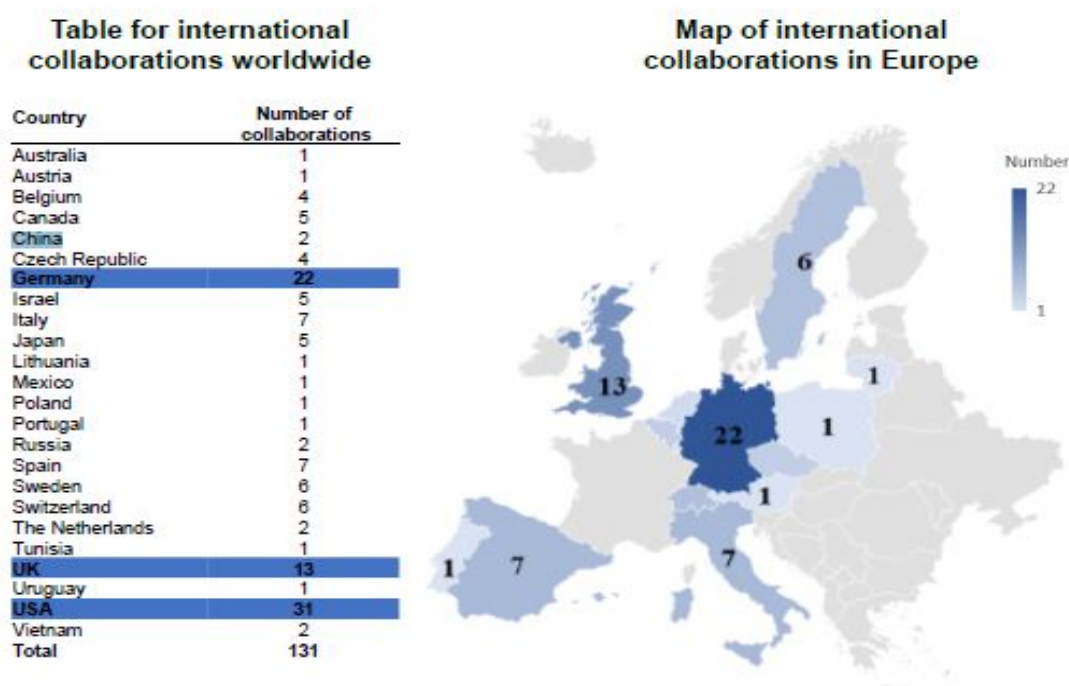 Table for international
collaborations worldwide
Country Number of
collaborations
Australia 1
Austria 1
Belgium 4
Canada 5
China 2
Czech Republic 4
Germany 22
Israel 5
Italy 7
Japan 5
Lithuania 1
Mexico 1
Poland 1
Portugal 1
Russia 2
Spain 7
Sweden 6
Switzerland 6
The Netherlands 2
Tunisia 1
UK 13
Uruguay 1
USA 31
Vietnam 2
Total 131
Map of international
collaborations in Europe
Number
22
1
6
1
13
22
1
1
1
7
7